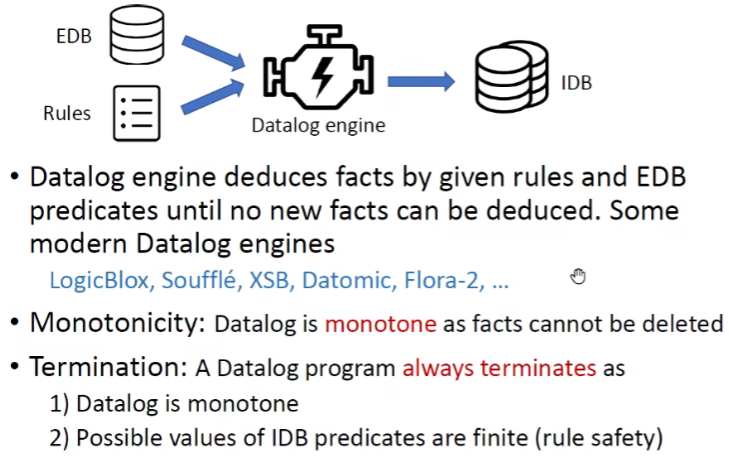 EDB
Rules
Datalog engine
IDB
• Datalog engine deduces facts by given rules and EDB
predicates until no new facts can be deduced. Some
modern Datalog engines
LogicBlox, Soufflé, XSB, Datomic, Flora-2, ...
• Monotonicity: Datalog is monotone as facts cannot be deleted
• Termination: A Datalog program always terminates as
1) Datalog is monotone
2) Possible values of IDB predicates are finite (rule safety)